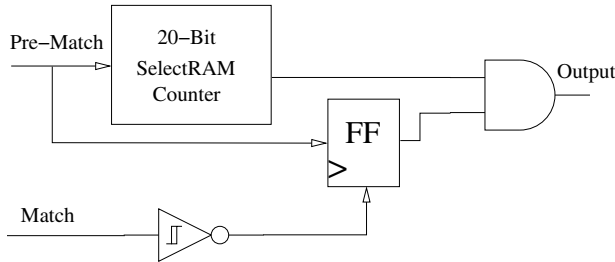 Pre−Match
20−Bit
SelectRAM
Counter
Output
FF
Match